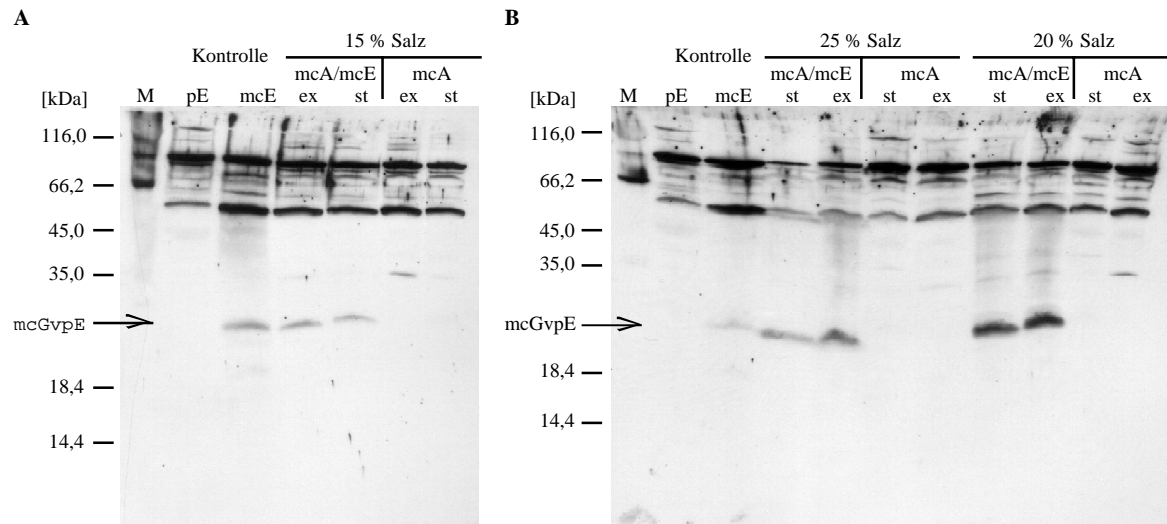 A
15 % Salz
Kontrolle
mcA/mcE mcA
[kDa] M pE mcE ex st ex st
116,0
66,2
45,0
35,0
mcGvpE
18,4
14,4
B
25 % Salz 20 % Salz
Kontrolle
mcA/mcE mcA mcA/mcE mcA
[kDa] M pE mcE st ex st ex st ex st ex
116,0
66,2
45,0
35,0
mcGvpE
18,4
14,4